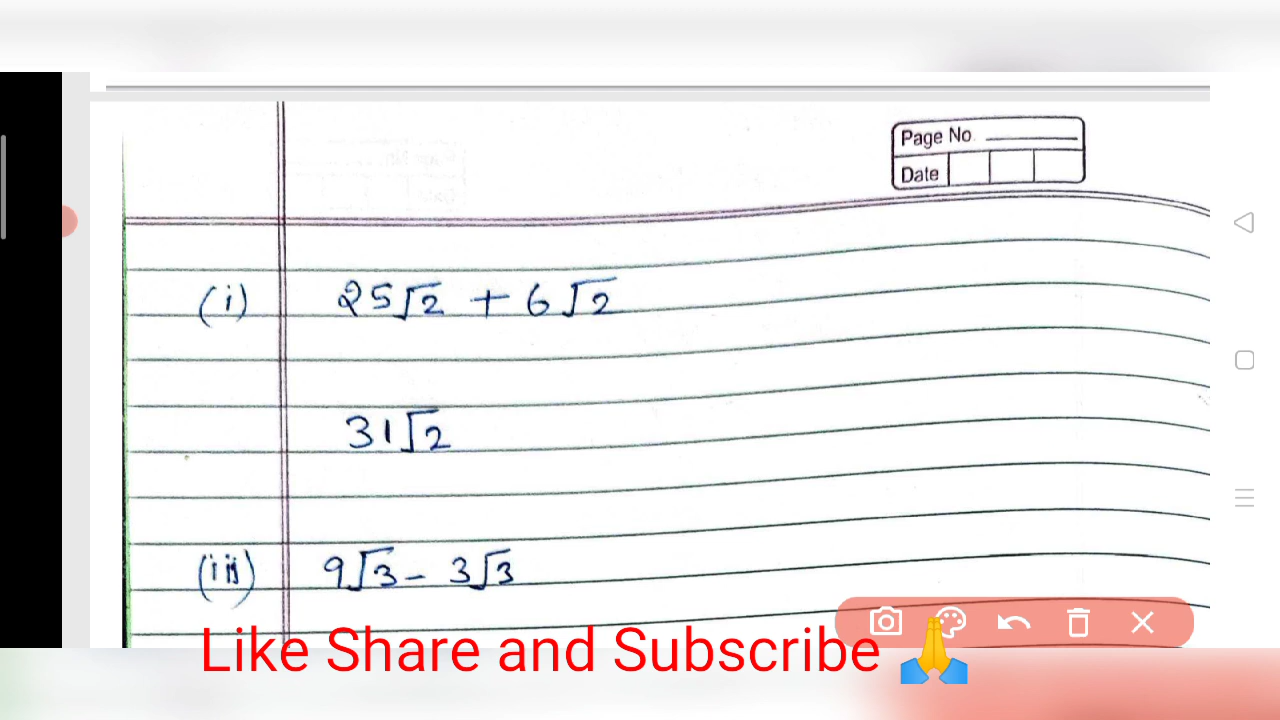 Page No.
Date
(i) 25√2 + 6√2
31√2
(iii) 9√3 - 3√3
Like Share and Subscribe 🙏